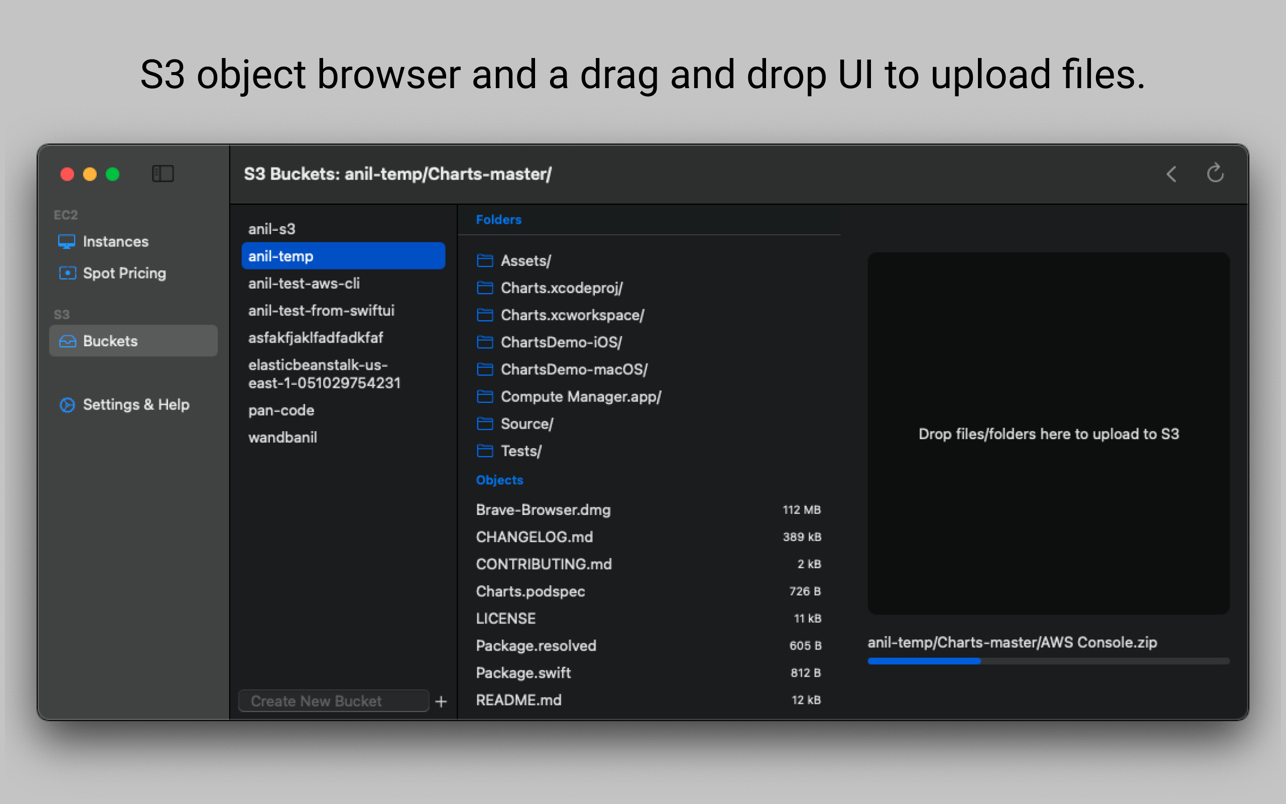 S3 object browser and a drag and drop UI to upload files.
S3 Buckets: anil-temp/Charts-master/
EC2
Instances
Spot Pricing
S3
Buckets
Settings & Help
anil-s3
anil-temp
anil-test-aws-cli
anil-test-from-swiftui
asfakfjaklfadfadkfaf
elasticbeanstalk-us-
east-1-051029754231
pan-code
wandbanil
Create New Bucket +
Folders
Assets/
Charts.xcodeproj/
Charts.xcworkspace/
ChartsDemo-iOS/
ChartsDemo-macOS/
Compute Manager.app/
Source/
Tests/
Objects
Brave-Browser.dmg 112 MB
CHANGELOG.md 389 kB
CONTRIBUTING.md 2 kB
Charts.podspec 726 B
LICENSE 11 kB
Package.resolved 605 B
Package.swift 812 B
README.md 12 kB
Drop files/folders here to upload to S3
anil-temp/Charts-master/AWS Console.zip